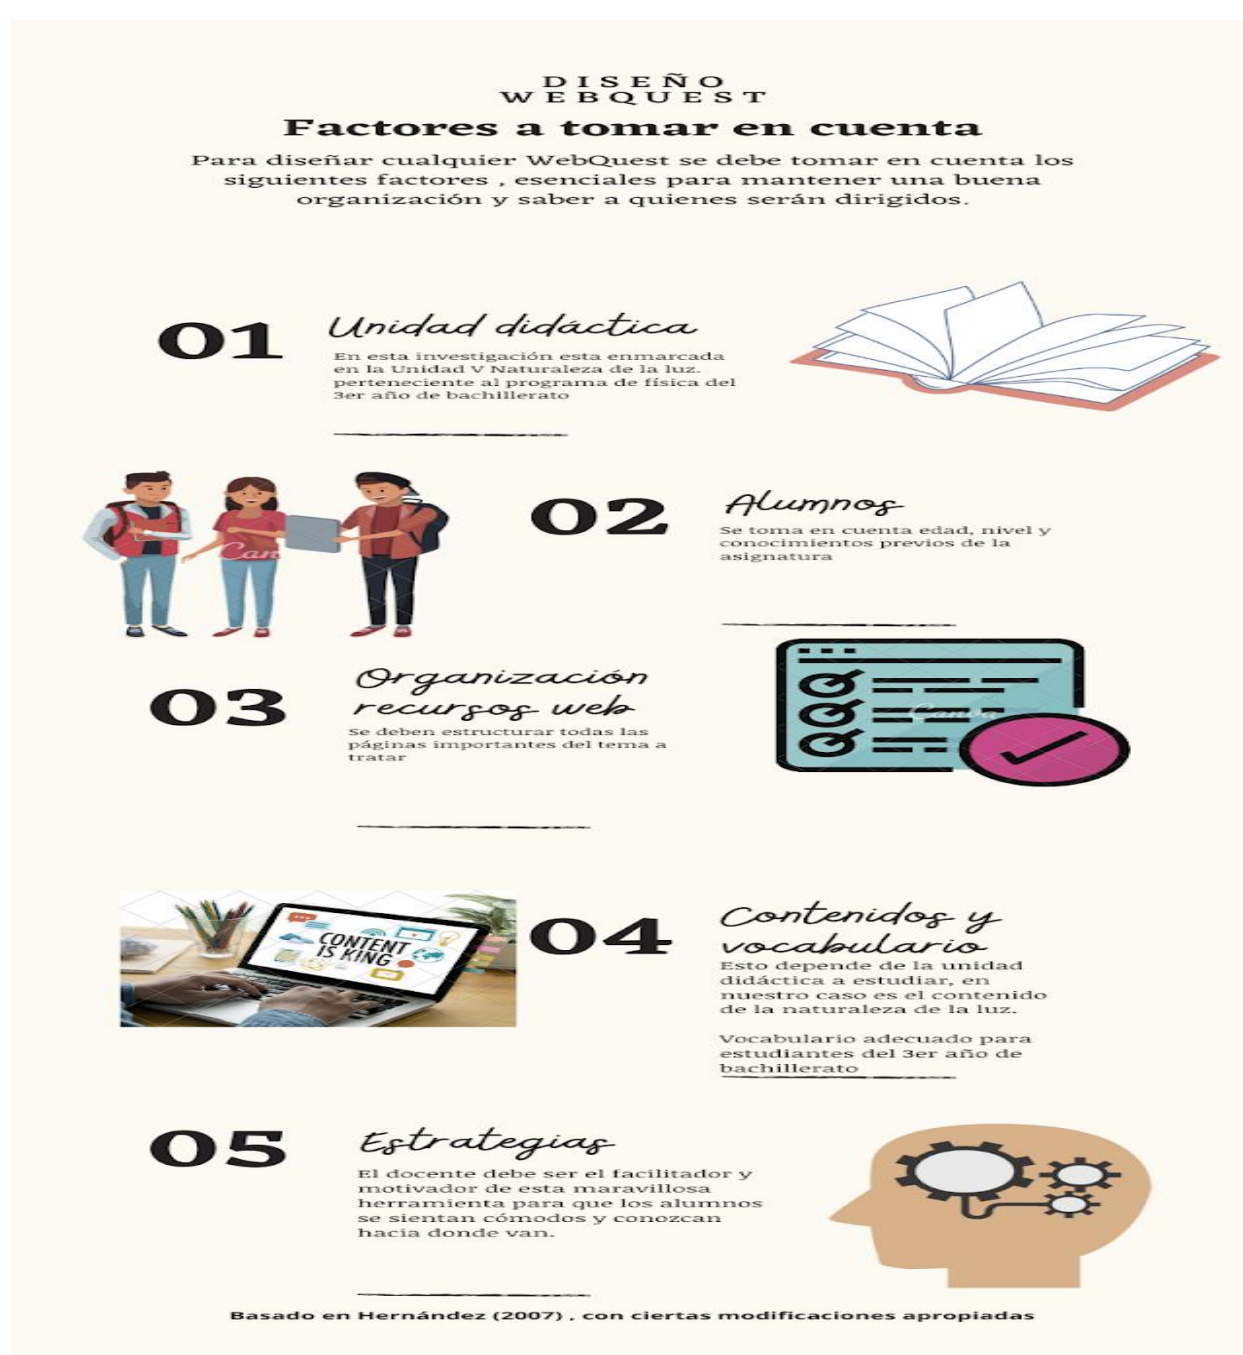 DISEÑO
WEBQUEST
Factores a tomar en cuenta
Para diseñar cualquier WebQuest se debe tomar en cuenta los
siguientes factores , esenciales para mantener una buena
organización y saber a quienes serán dirigidos.
01
Unidad didáctica
En esta investigación esta enmarcada
en la Unidad V Naturaleza de la luz.
perteneciente al programa de física del
3er año de bachillerato
02
Alumnos
Se toma en cuenta edad, nivel y
conocimientos previos de la
asignatura
Can
03
Organización
recursos web
Se deben estructurar todas las
páginas importantes del tema a
tratar
Canva
CONTENT
IS KING
04
Contenidos y
vocabulario
Esto depende de la unidad
didáctica a estudiar, en
nuestro caso es el contenido
de la naturaleza de la luz.
Vocabulario adecuado para
estudiantes del 3er año de
bachillerato
05
Estrategias
El docente debe ser el facilitador y
motivador de esta maravillosa
herramienta para que los alumnos
se sientan cómodos y conozcan
hacia donde van.
Basado en Hernández (2007) , con ciertas modificaciones apropiadas